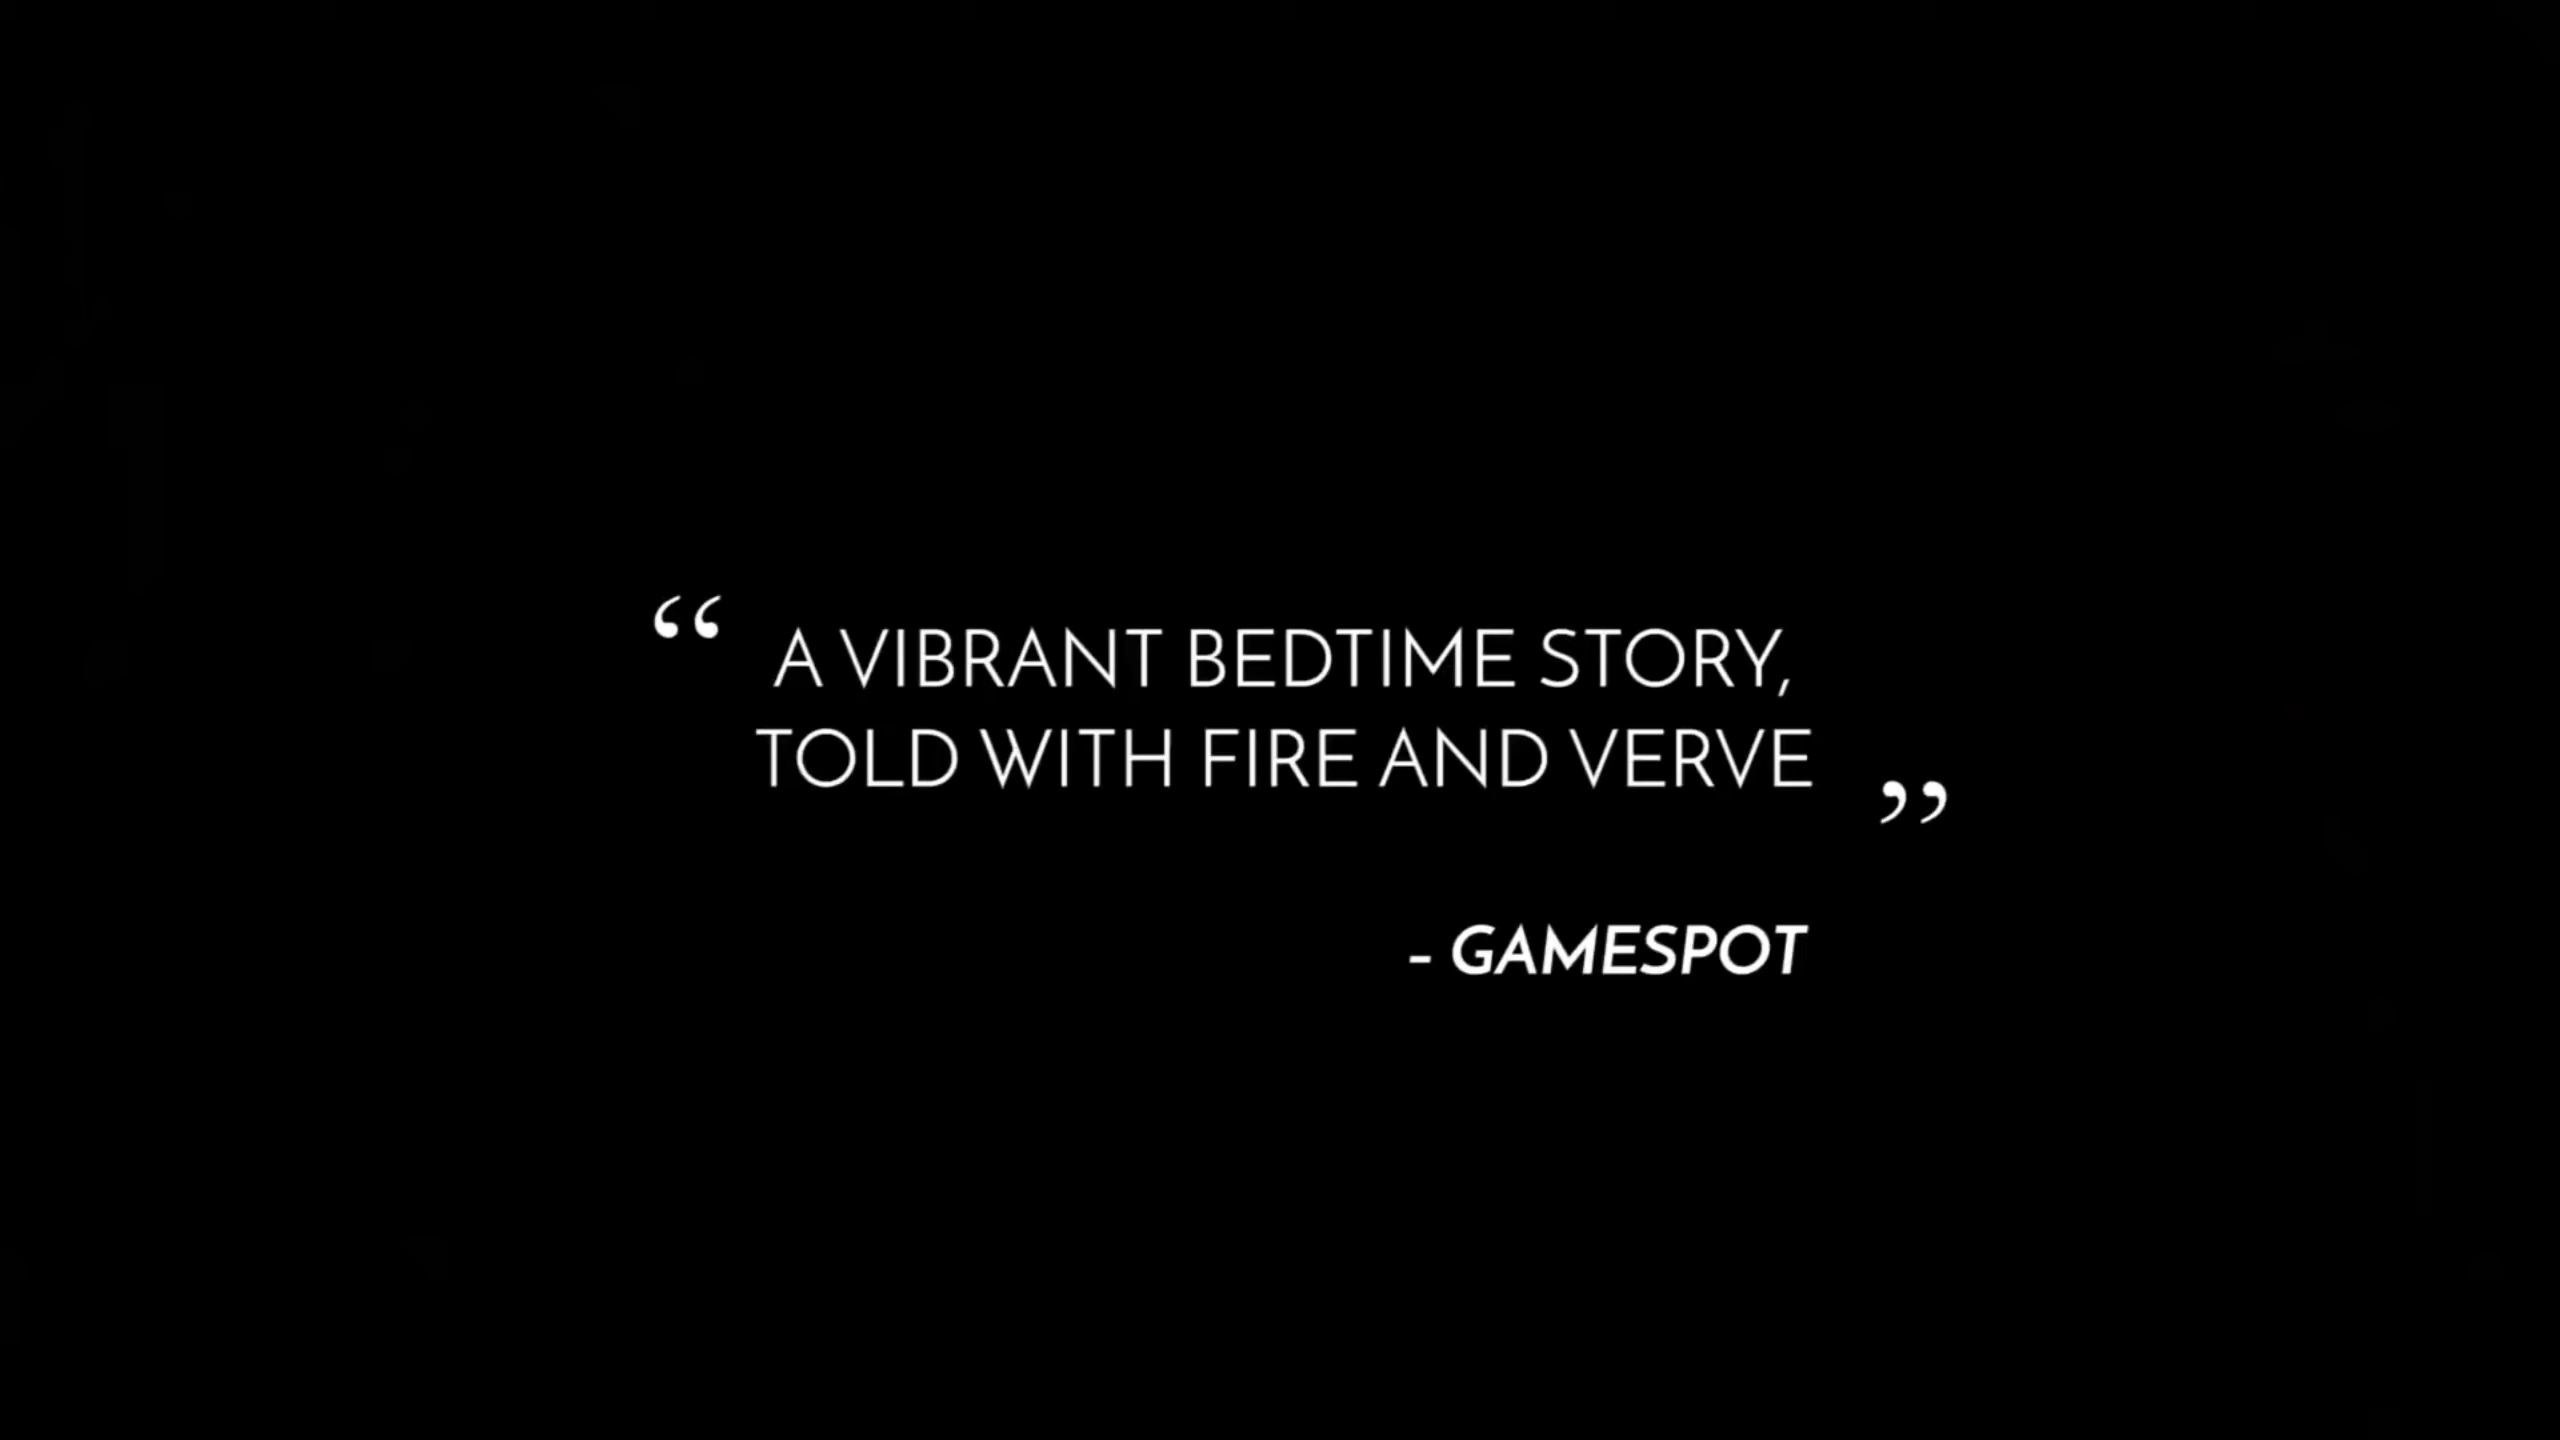 “ A VIBRANT BEDTIME STORY,
TOLD WITH FIRE AND VERVE ”
- GAMESPOT